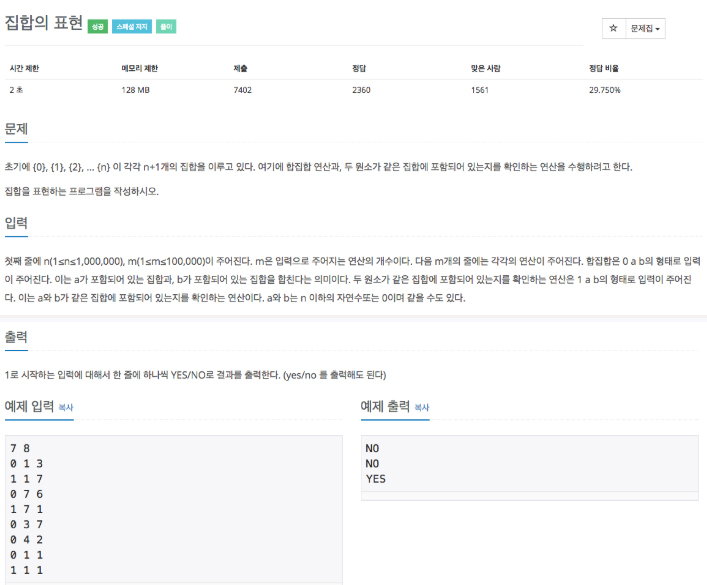 집합의 표현 성공 스페셜 저지 풀이
☆ 문제집
시간 제한 메모리 제한 제출 정답 맞은 사람 정답 비율
2 초 128 MB 7402 2360 1561 29.750%
문제
초기에 {0}, {1}, {2}, ... {n} 이 각각 n+1개의 집합을 이루고 있다. 여기에 합집합 연산과, 두 원소가 같은 집합에 포함되어 있는지를 확인하는 연산을 수행하려고 한다.
집합을 표현하는 프로그램을 작성하시오.
입력
첫째 줄에 n(1≤n≤1,000,000), m(1≤m≤100,000)이 주어진다. m은 입력으로 주어지는 연산의 개수이다. 다음 m개의 줄에는 각각의 연산이 주어진다. 합집합은 0 a b의 형태로 입력
이 주어진다. 이는 a가 포함되어 있는 집합과, b가 포함되어 있는 집합을 합친다는 의미이다. 두 원소가 같은 집합에 포함되어 있는지를 확인하는 연산은 1 a b의 형태로 입력이 주어진
다. 이는 a와 b가 같은 집합에 포함되어 있는지를 확인하는 연산이다. a와 b는 n 이하의 자연수또는 0이며 같을 수도 있다.
출력
1로 시작하는 입력에 대해서 한 줄에 하나씩 YES/NO로 결과를 출력한다. (yes/no 를 출력해도 된다)
예제 입력 복사
7 8
0 1 3
1 1 7
0 7 6
1 7 1
0 3 7
0 4 2
0 1 1
1 1 1
예제 출력 복사
NO
NO
YES